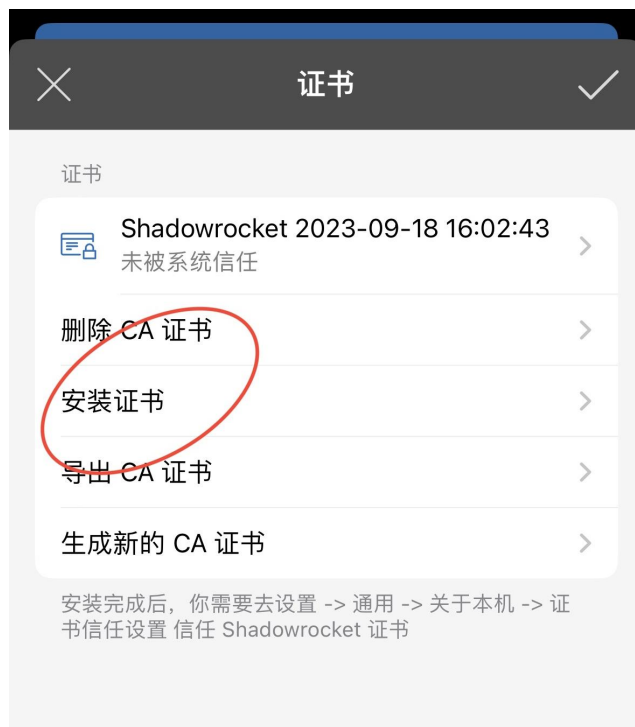 证书
证书
Shadowrocket 2023-09-18 16:02:43
未被系统信任
删除 CA 证书
安装证书
导出 CA 证书
生成新的 CA 证书
安装完成后，你需要去设置 -> 通用 -> 关于本机 -> 证
书信任设置 信任 Shadowrocket 证书